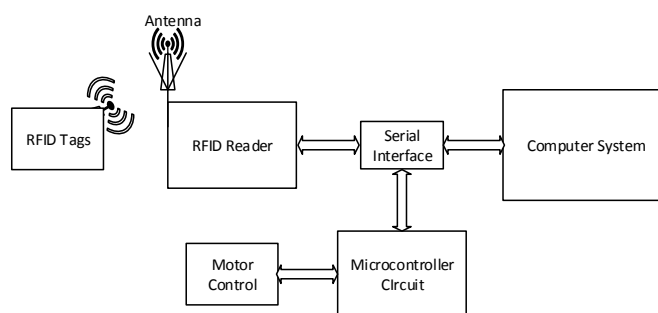 Antenna
RFID Tags
RFID Reader
Serial
Interface
Computer System
Motor
Control
Microcontroller
CIrcuit